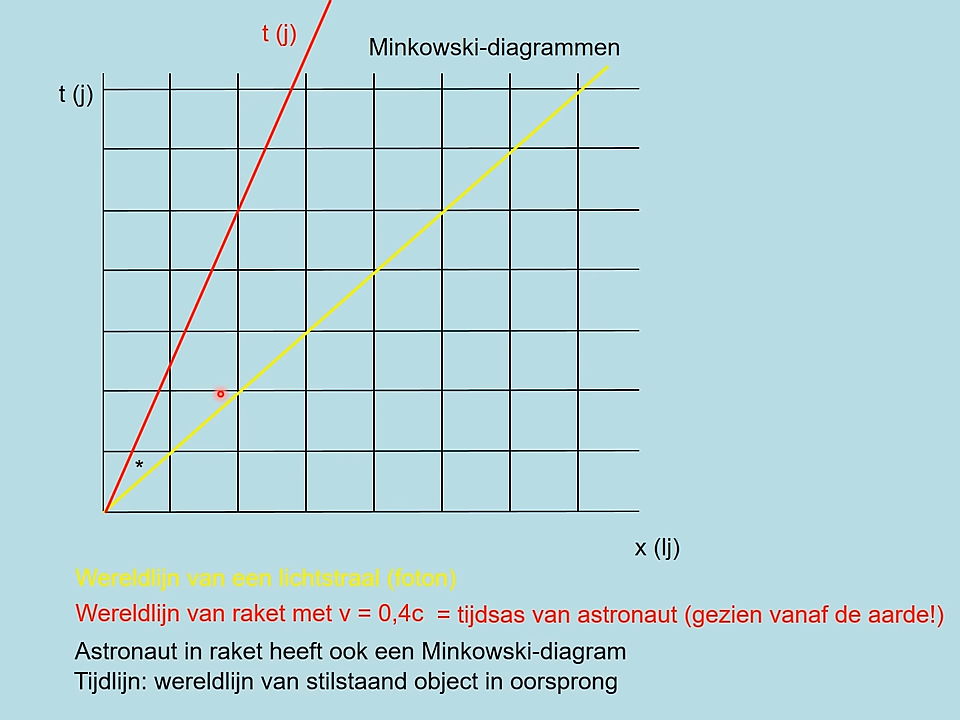 t (j)
Minkowski-diagrammen
t (j)
*
x (lj)
Wereldlijn van een lichtstraal (foton)
Wereldlijn van raket met v = 0,4c = tijdsas van astronaut (gezien vanaf de aarde!)
Astronaut in raket heeft ook een Minkowski-diagram
Tijdlijn: wereldlijn van stilstaand object in oorsprong